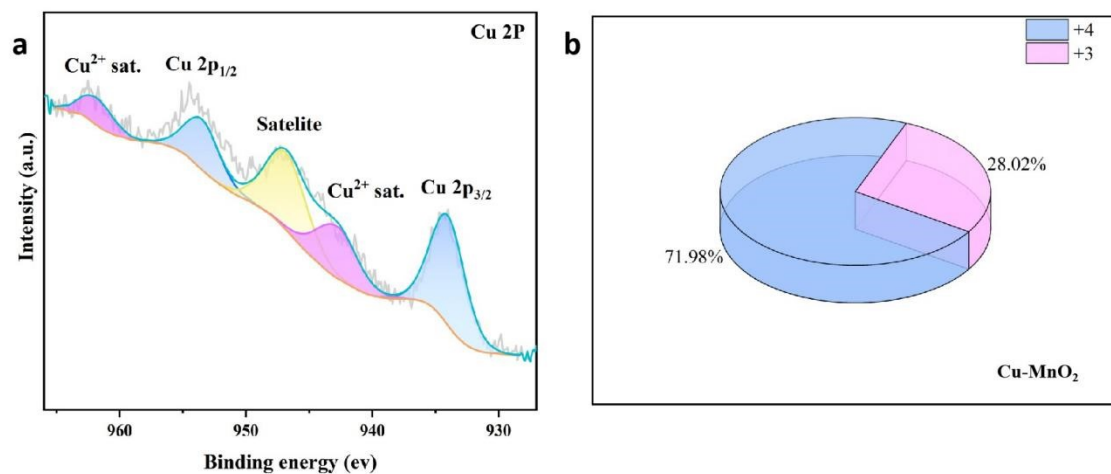 a
Cu 2P
Cu²⁺ sat.
Cu 2p₁/₂
Satelite
Cu²⁺ sat.
Cu 2p₃/₂
Intensity (a.u.)
960
950
940
930
Binding energy (ev)
b
+4
+3
28.02%
71.98%
Cu-MnO₂